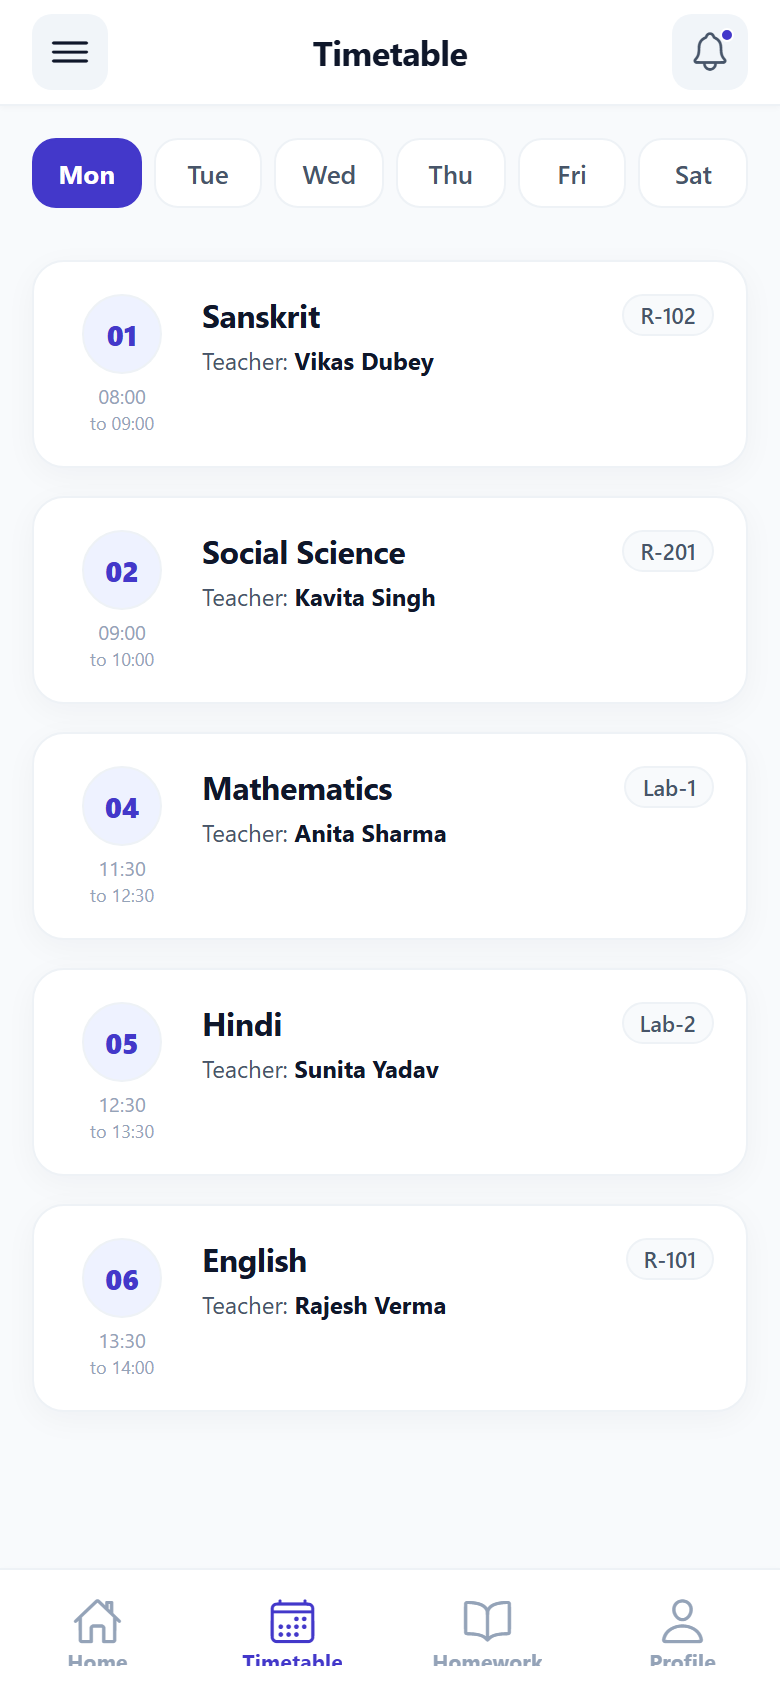 Timetable
Mon Tue Wed Thu Fri Sat
01
Sanskrit
R-102
Teacher: Vikas Dubey
08:00
to 09:00
02
Social Science
R-201
Teacher: Kavita Singh
09:00
to 10:00
04
Mathematics
Lab-1
Teacher: Anita Sharma
11:30
to 12:30
05
Hindi
Lab-2
Teacher: Sunita Yadav
12:30
to 13:30
06
English
R-101
Teacher: Rajesh Verma
13:30
to 14:00
Home Timetable Homework Profile